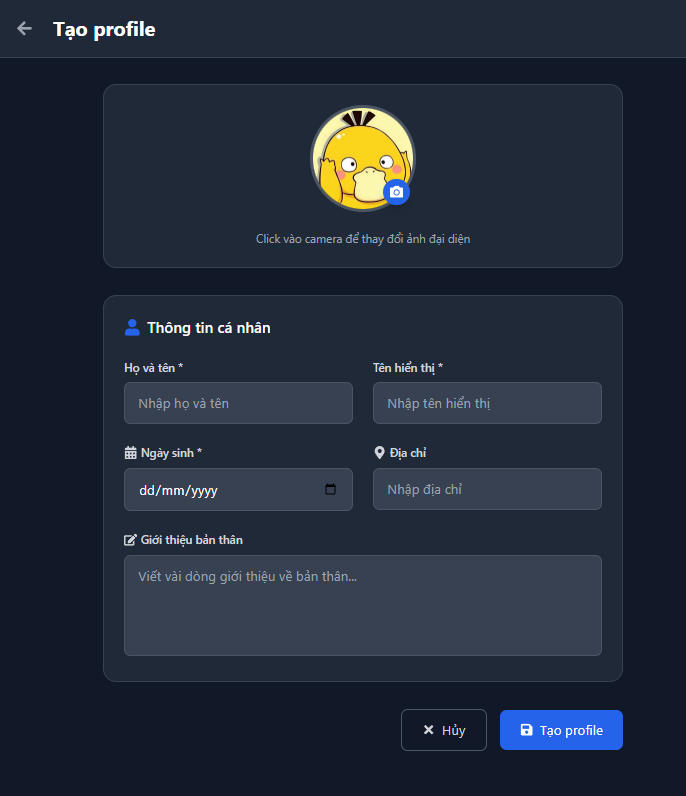 Tạo profile
Click vào camera để thay đổi ảnh đại diện
Thông tin cá nhân
Họ và tên * Tên hiển thị *
Nhập họ và tên Nhập tên hiển thị
Ngày sinh * Địa chỉ
dd/mm/yyyy Nhập địa chỉ
Giới thiệu bản thân
Viết vài dòng giới thiệu về bản thân...
Hủy Tạo profile